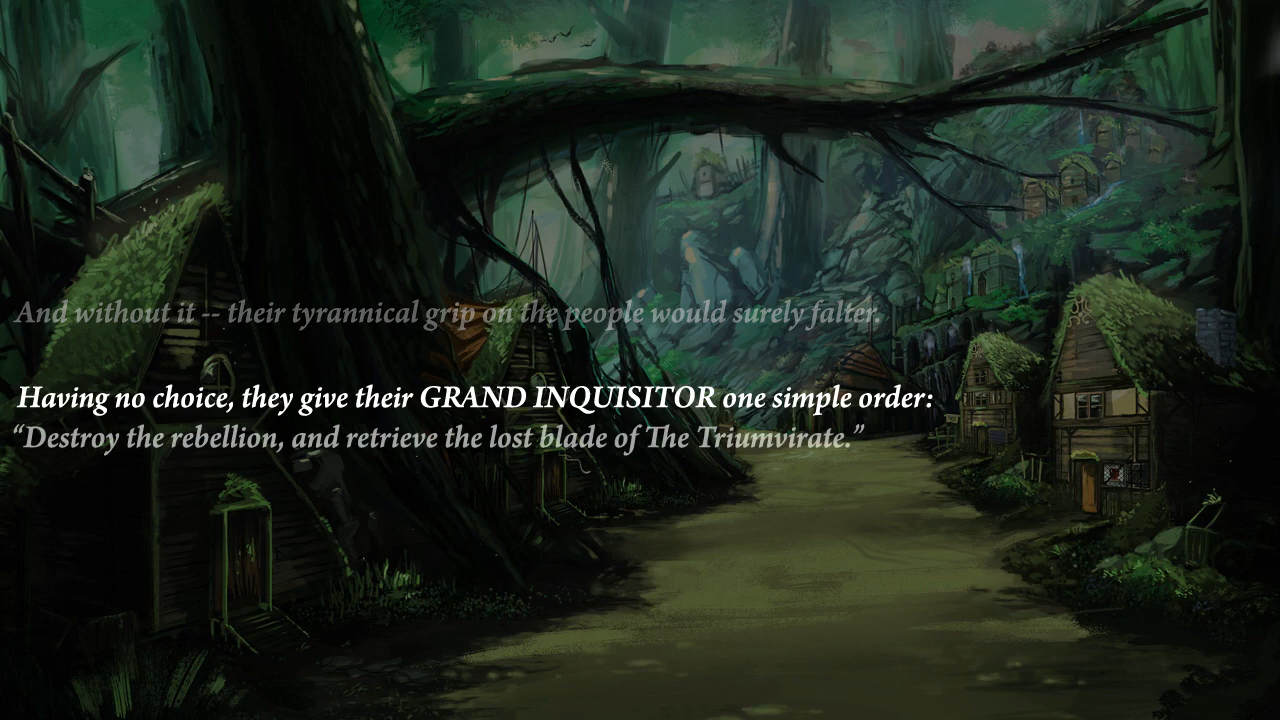 And without it -- their tyrannical grip on the people would surely falter.
Having no choice, they give their GRAND INQUISITOR one simple order:
“Destroy the rebellion, and retrieve the lost blade of The Triumvirate.”